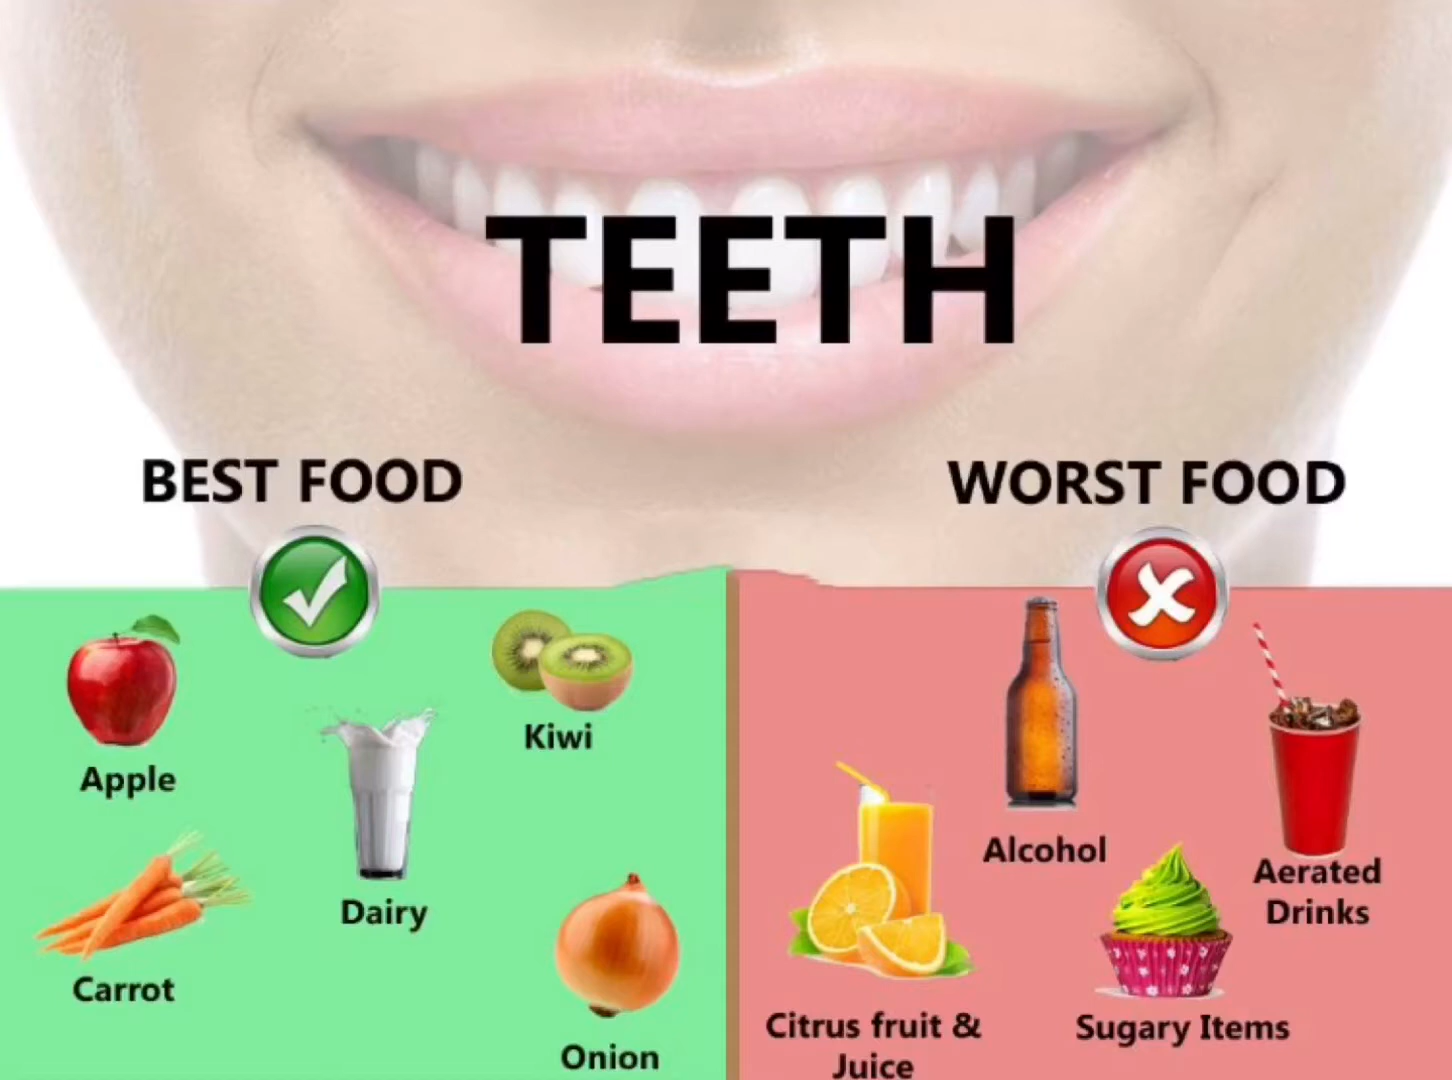 TEETH
BEST FOOD
WORST FOOD
Apple
Kiwi
Dairy
Carrot
Onion
Alcohol
Aerated
Drinks
Citrus fruit &
Juice
Sugary Items